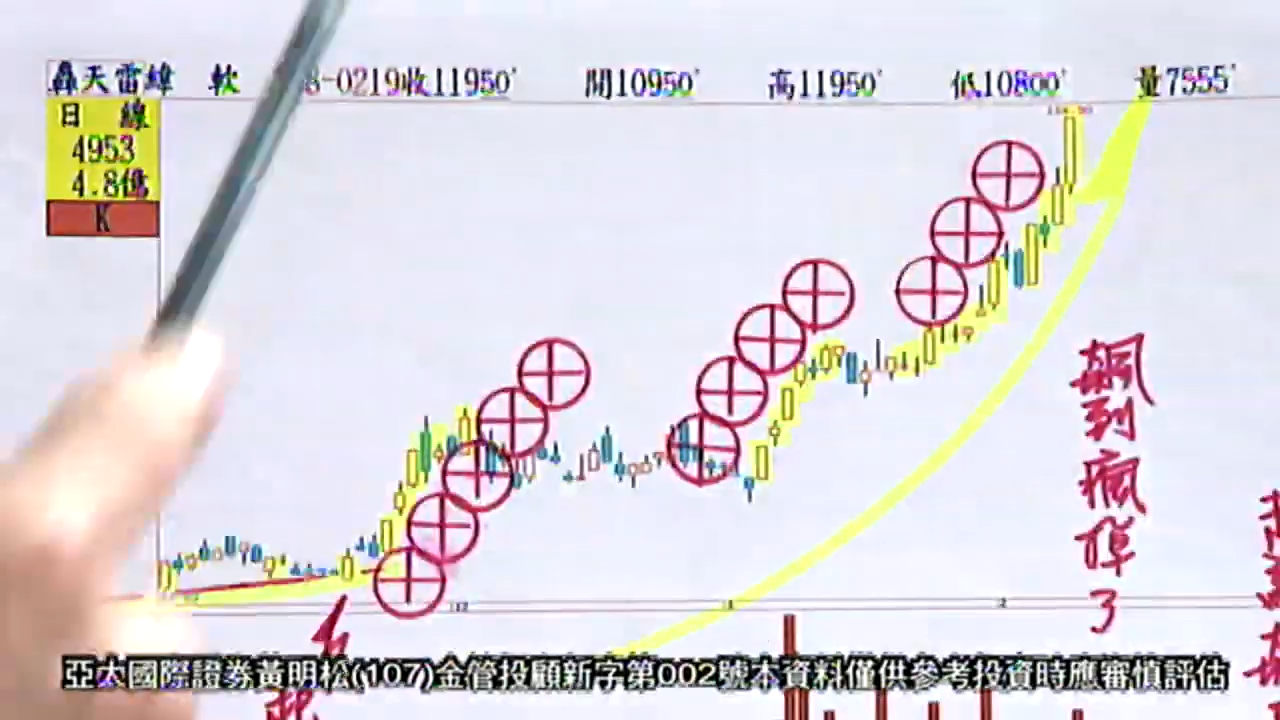 轟天雷緯 軟 8-0219收11950' 開10950' 高11950' 低10800' 量7555'
日 線
4953
4.8億
K
飆到瘋掉了
起
亞太國際證券黃明松(107)金管投顧新字第002號本資料僅供參考投資時應審慎評估